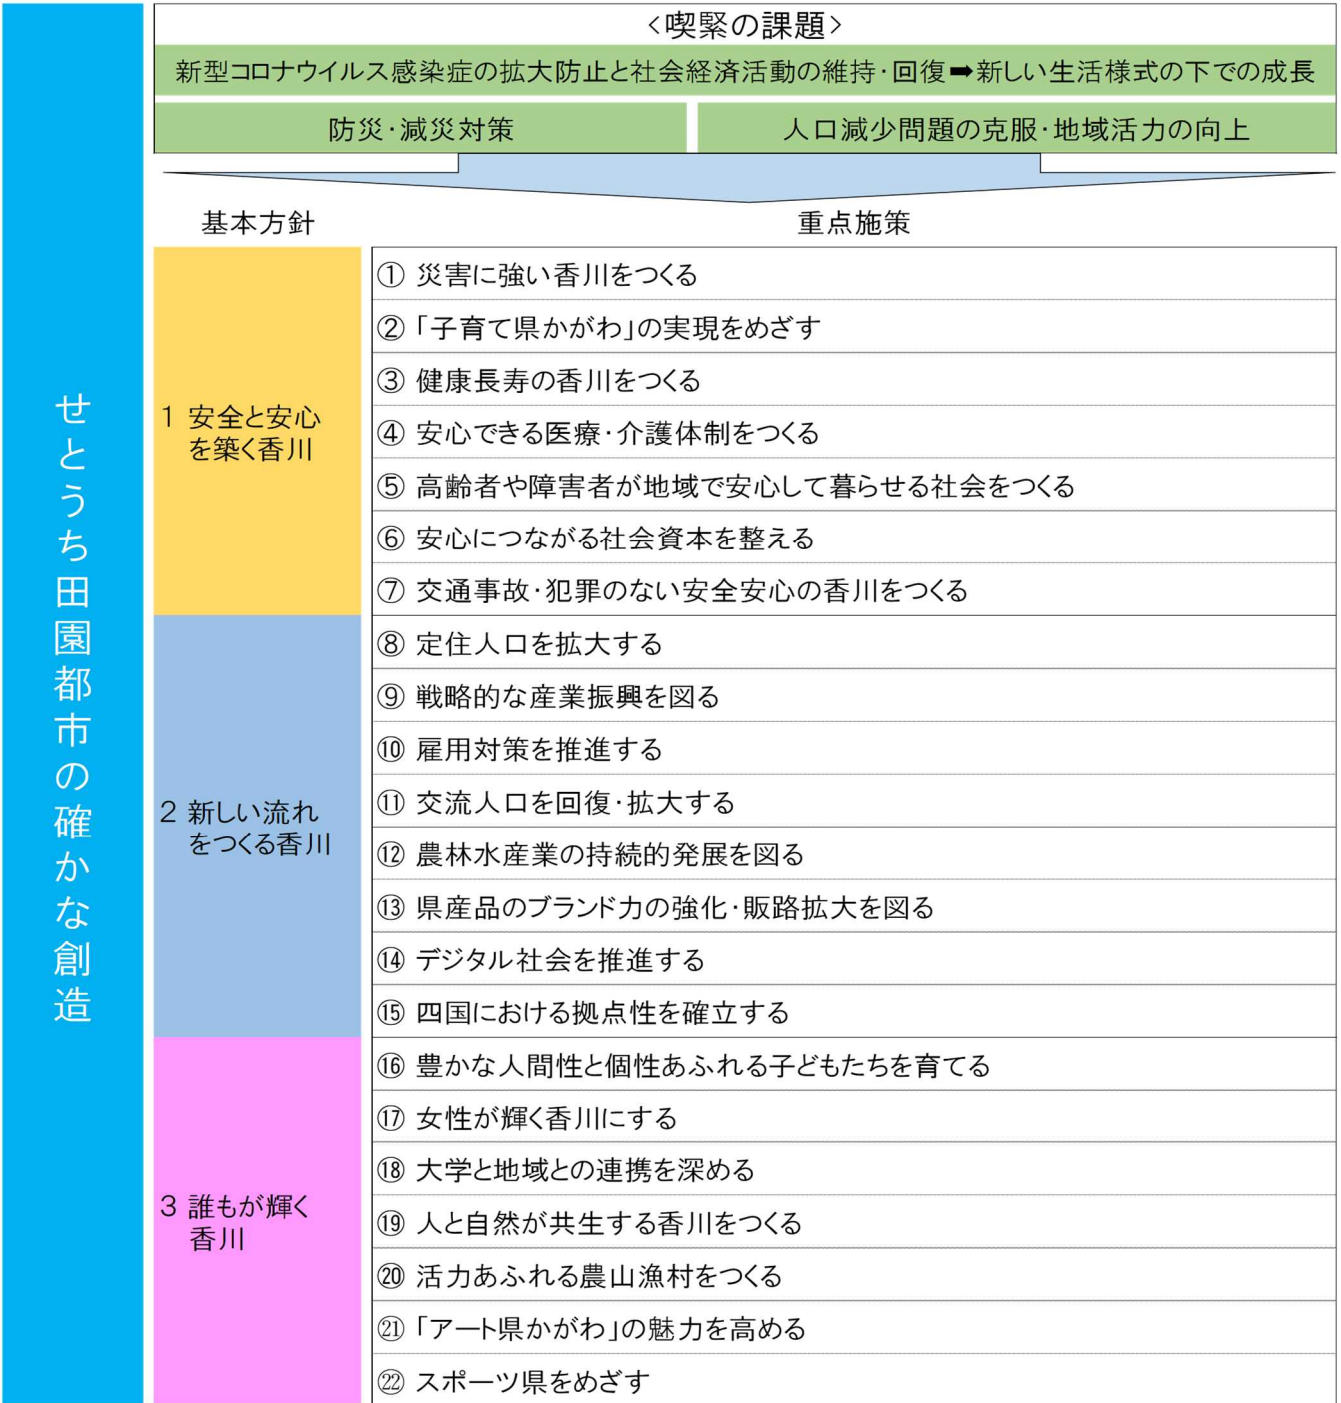 せとうち田園都市の確かな創造
<喫緊の課題>
新型コロナウイルス感染症の拡大防止と社会経済活動の維持･回復➡新しい生活様式の下での成長
防災･減災対策
人口減少問題の克服･地域活力の向上
基本方針
重点施策
1 安全と安心
を築く香川
① 災害に強い香川をつくる
② 「子育て県かがわ」の実現をめざす
③ 健康長寿の香川をつくる
④ 安心できる医療･介護体制をつくる
⑤ 高齢者や障害者が地域で安心して暮らせる社会をつくる
⑥ 安心につながる社会資本を整える
⑦ 交通事故･犯罪のない安全安心の香川をつくる
2 新しい流れ
をつくる香川
⑧ 定住人口を拡大する
⑨ 戦略的な産業振興を図る
⑩ 雇用対策を推進する
⑪ 交流人口を回復･拡大する
⑫ 農林水産業の持続的発展を図る
⑬ 県産品のブランド力の強化･販路拡大を図る
⑭ デジタル社会を推進する
⑮ 四国における拠点性を確立する
3 誰もが輝く
香川
⑯ 豊かな人間性と個性あふれる子どもたちを育てる
⑰ 女性が輝く香川にする
⑱ 大学と地域との連携を深める
⑲ 人と自然が共生する香川をつくる
⑳ 活力あふれる農山漁村をつくる
㉑ 「アート県かがわ」の魅力を高める
㉒ スポーツ県をめざす